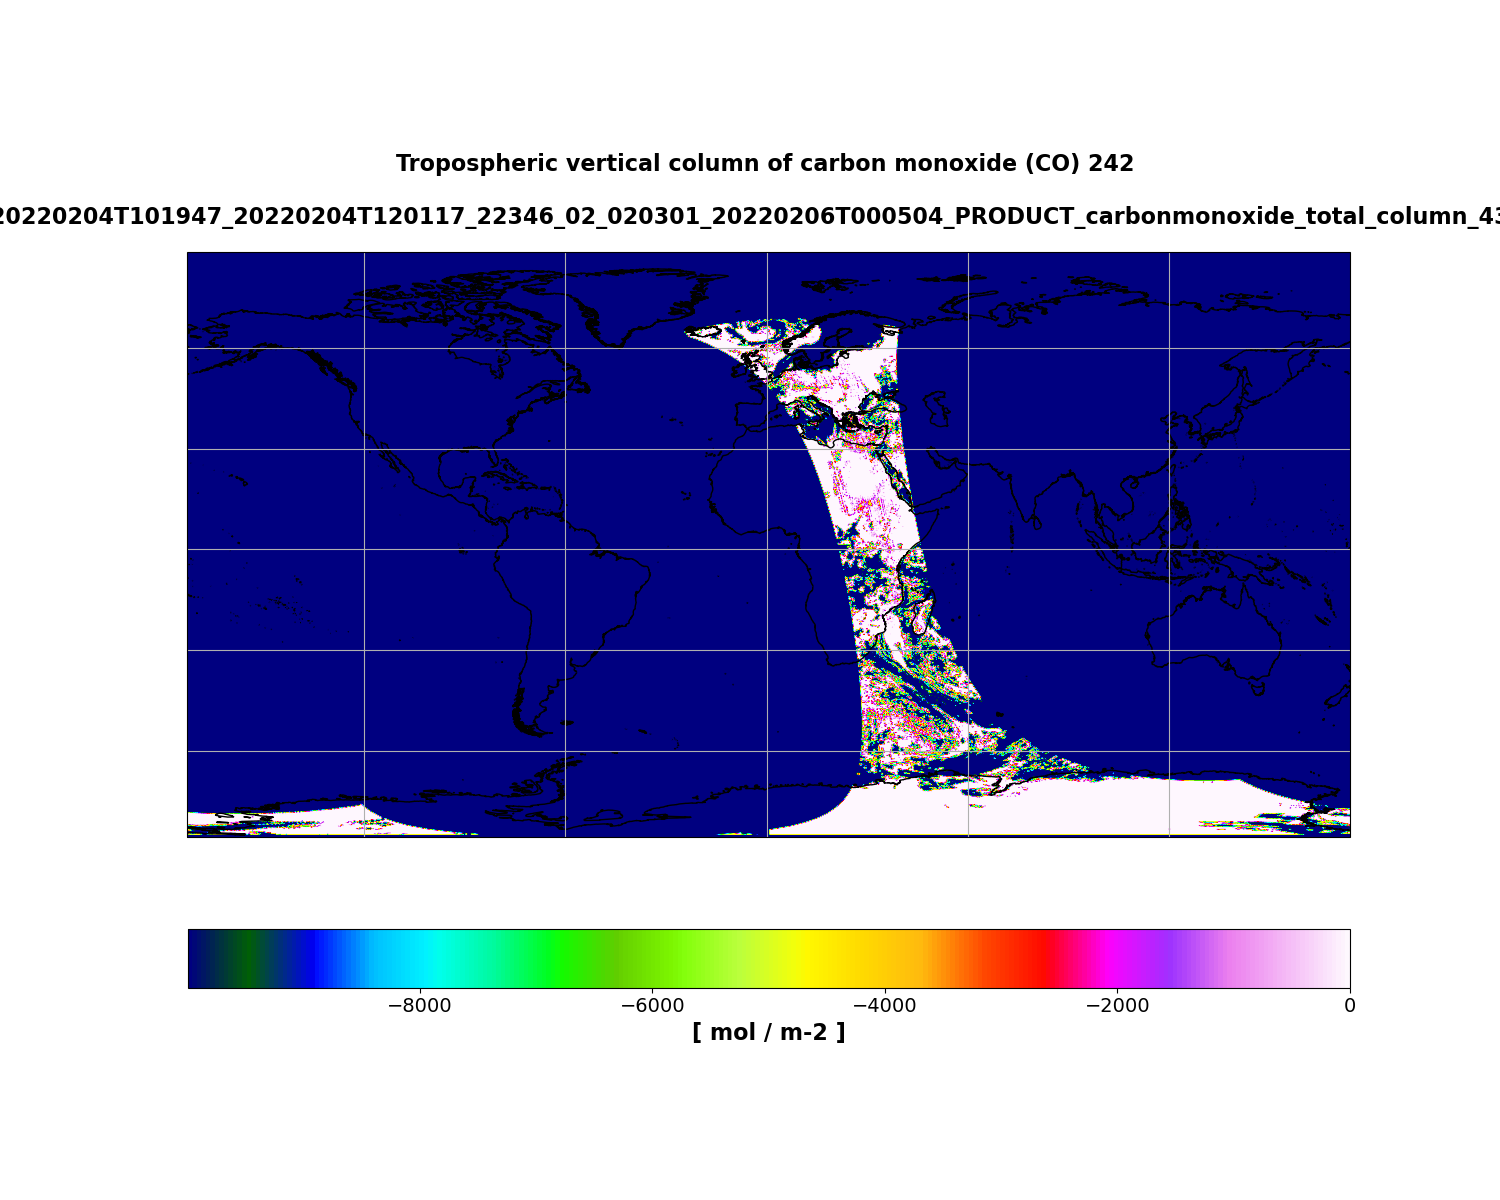 Tropospheric vertical column of carbon monoxide (CO) 242
20220204T101947_20220204T120117_22346_02_020301_20220206T000504_PRODUCT_carbonmonoxide_total_column_43
−8000 −6000 −4000 −2000 0
[ mol / m-2 ]